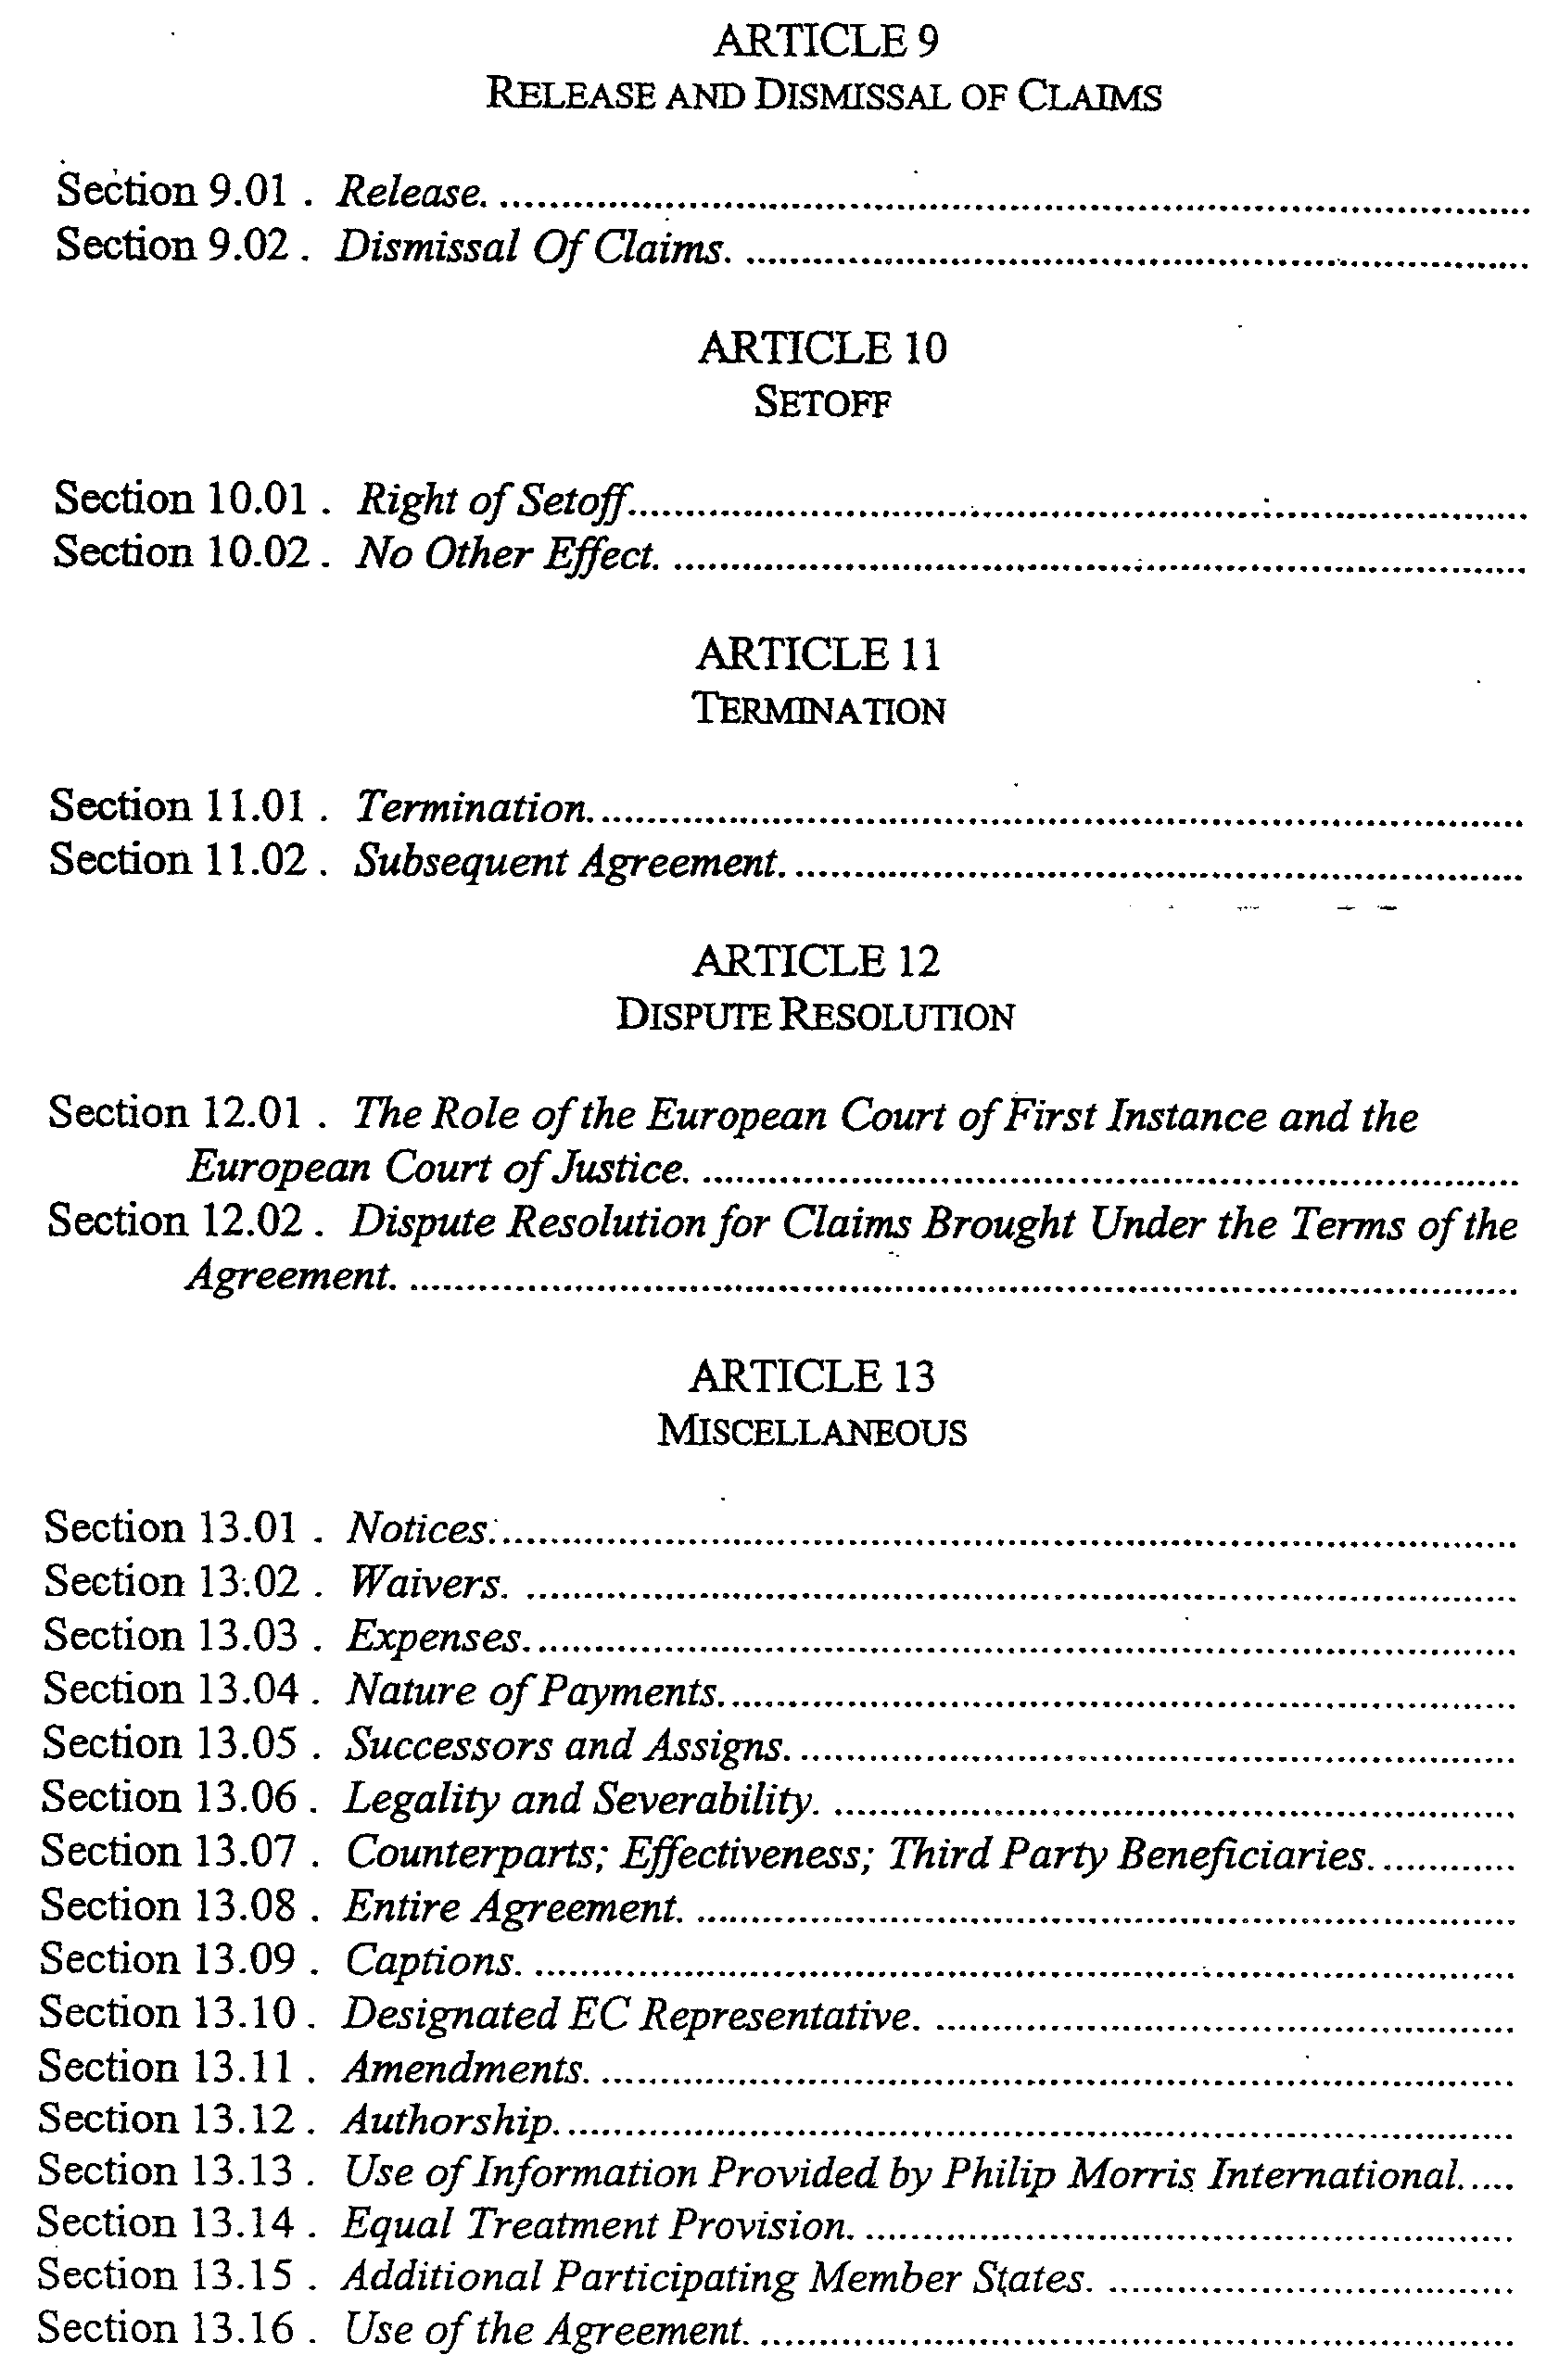 ARTICLE 9
RELEASE AND DISMISSAL OF CLAIMS
Section 9.01 . Release. ........................................................................
Section 9.02 . Dismissal Of Claims. ........................................................................
ARTICLE 10
SETOFF
Section 10.01 . Right of Setoff........................................................................
Section 10.02 . No Other Effect. ........................................................................
ARTICLE 11
TERMINATION
Section 11.01 . Termination........................................................................
Section 11.02 . Subsequent Agreement. ........................................................................
ARTICLE 12
DISPUTE RESOLUTION
Section 12.01 . The Role of the European Court of First Instance and the
European Court of Justice. ........................................................................
Section 12.02 . Dispute Resolution for Claims Brought Under the Terms of the
Agreement. ........................................................................
ARTICLE 13
MISCELLANEOUS
Section 13.01 . Notices........................................................................
Section 13.02 . Waivers. ........................................................................
Section 13.03 . Expenses........................................................................
Section 13.04 . Nature of Payments........................................................................
Section 13.05 . Successors and Assigns. ........................................................................
Section 13.06 . Legality and Severability. ........................................................................
Section 13.07 . Counterparts; Effectiveness; Third Party Beneficiaries..............
Section 13.08 . Entire Agreement. ........................................................................
Section 13.09 . Captions. ........................................................................
Section 13.10 . Designated EC Representative. ..................................................
Section 13.11 . Amendments. ........................................................................
Section 13.12 . Authorship........................................................................
Section 13.13 . Use of Information Provided by Philip Morris International......
Section 13.14 . Equal Treatment Provision. ........................................................
Section 13.15 . Additional Participating Member States. ...................................
Section 13.16 . Use of the Agreement. ........................................................................